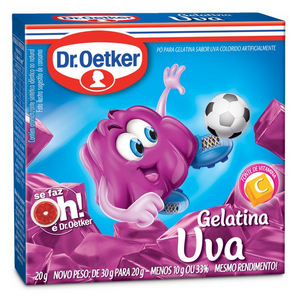 Dr.Oetker
PÓ PARA GELATINA SABOR UVA COLORIDO ARTIFICIALMENTE
FONTE DE VITAMINA
C
se faz
Oh!
é Dr.Oetker
Gelatina
Uva
20g NOVO PESO; DE 30g PARA 20g - MENOS 10g OU 33% MESMO RENDIMENTO!